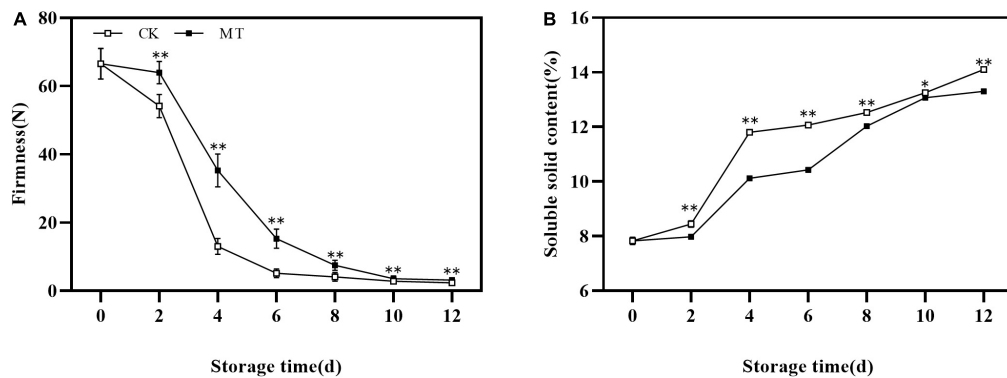 A
CK MT
Firmness(N)
80
60
40
20
0
** ** ** ** ** **
0 2 4 6 8 10 12
Storage time(d)
B
Soluble solid content(%)
16
14
12
10
8
6
** ** ** ** * **
0 2 4 6 8 10 12
Storage time(d)